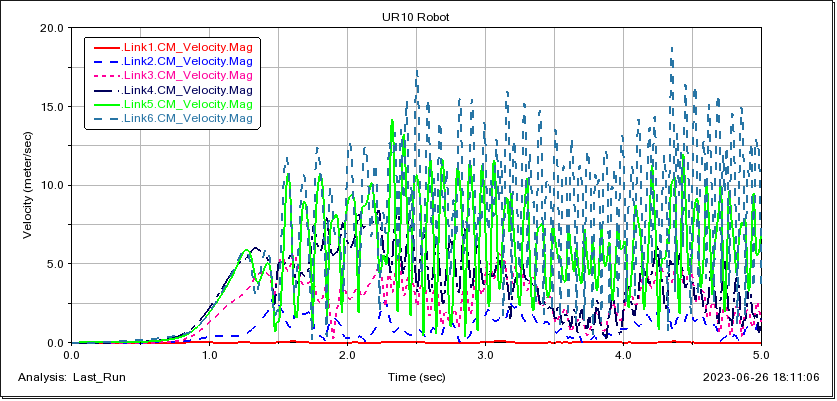 UR10 Robot
20.0
15.0
10.0
5.0
0.0
Velocity (meter/sec)
.Link1.CM_Velocity.Mag
.Link2.CM_Velocity.Mag
.Link3.CM_Velocity.Mag
.Link4.CM_Velocity.Mag
.Link5.CM_Velocity.Mag
.Link6.CM_Velocity.Mag
0.0 1.0 2.0 3.0 4.0 5.0
Analysis: Last_Run Time (sec) 2023-06-26 18:11:06